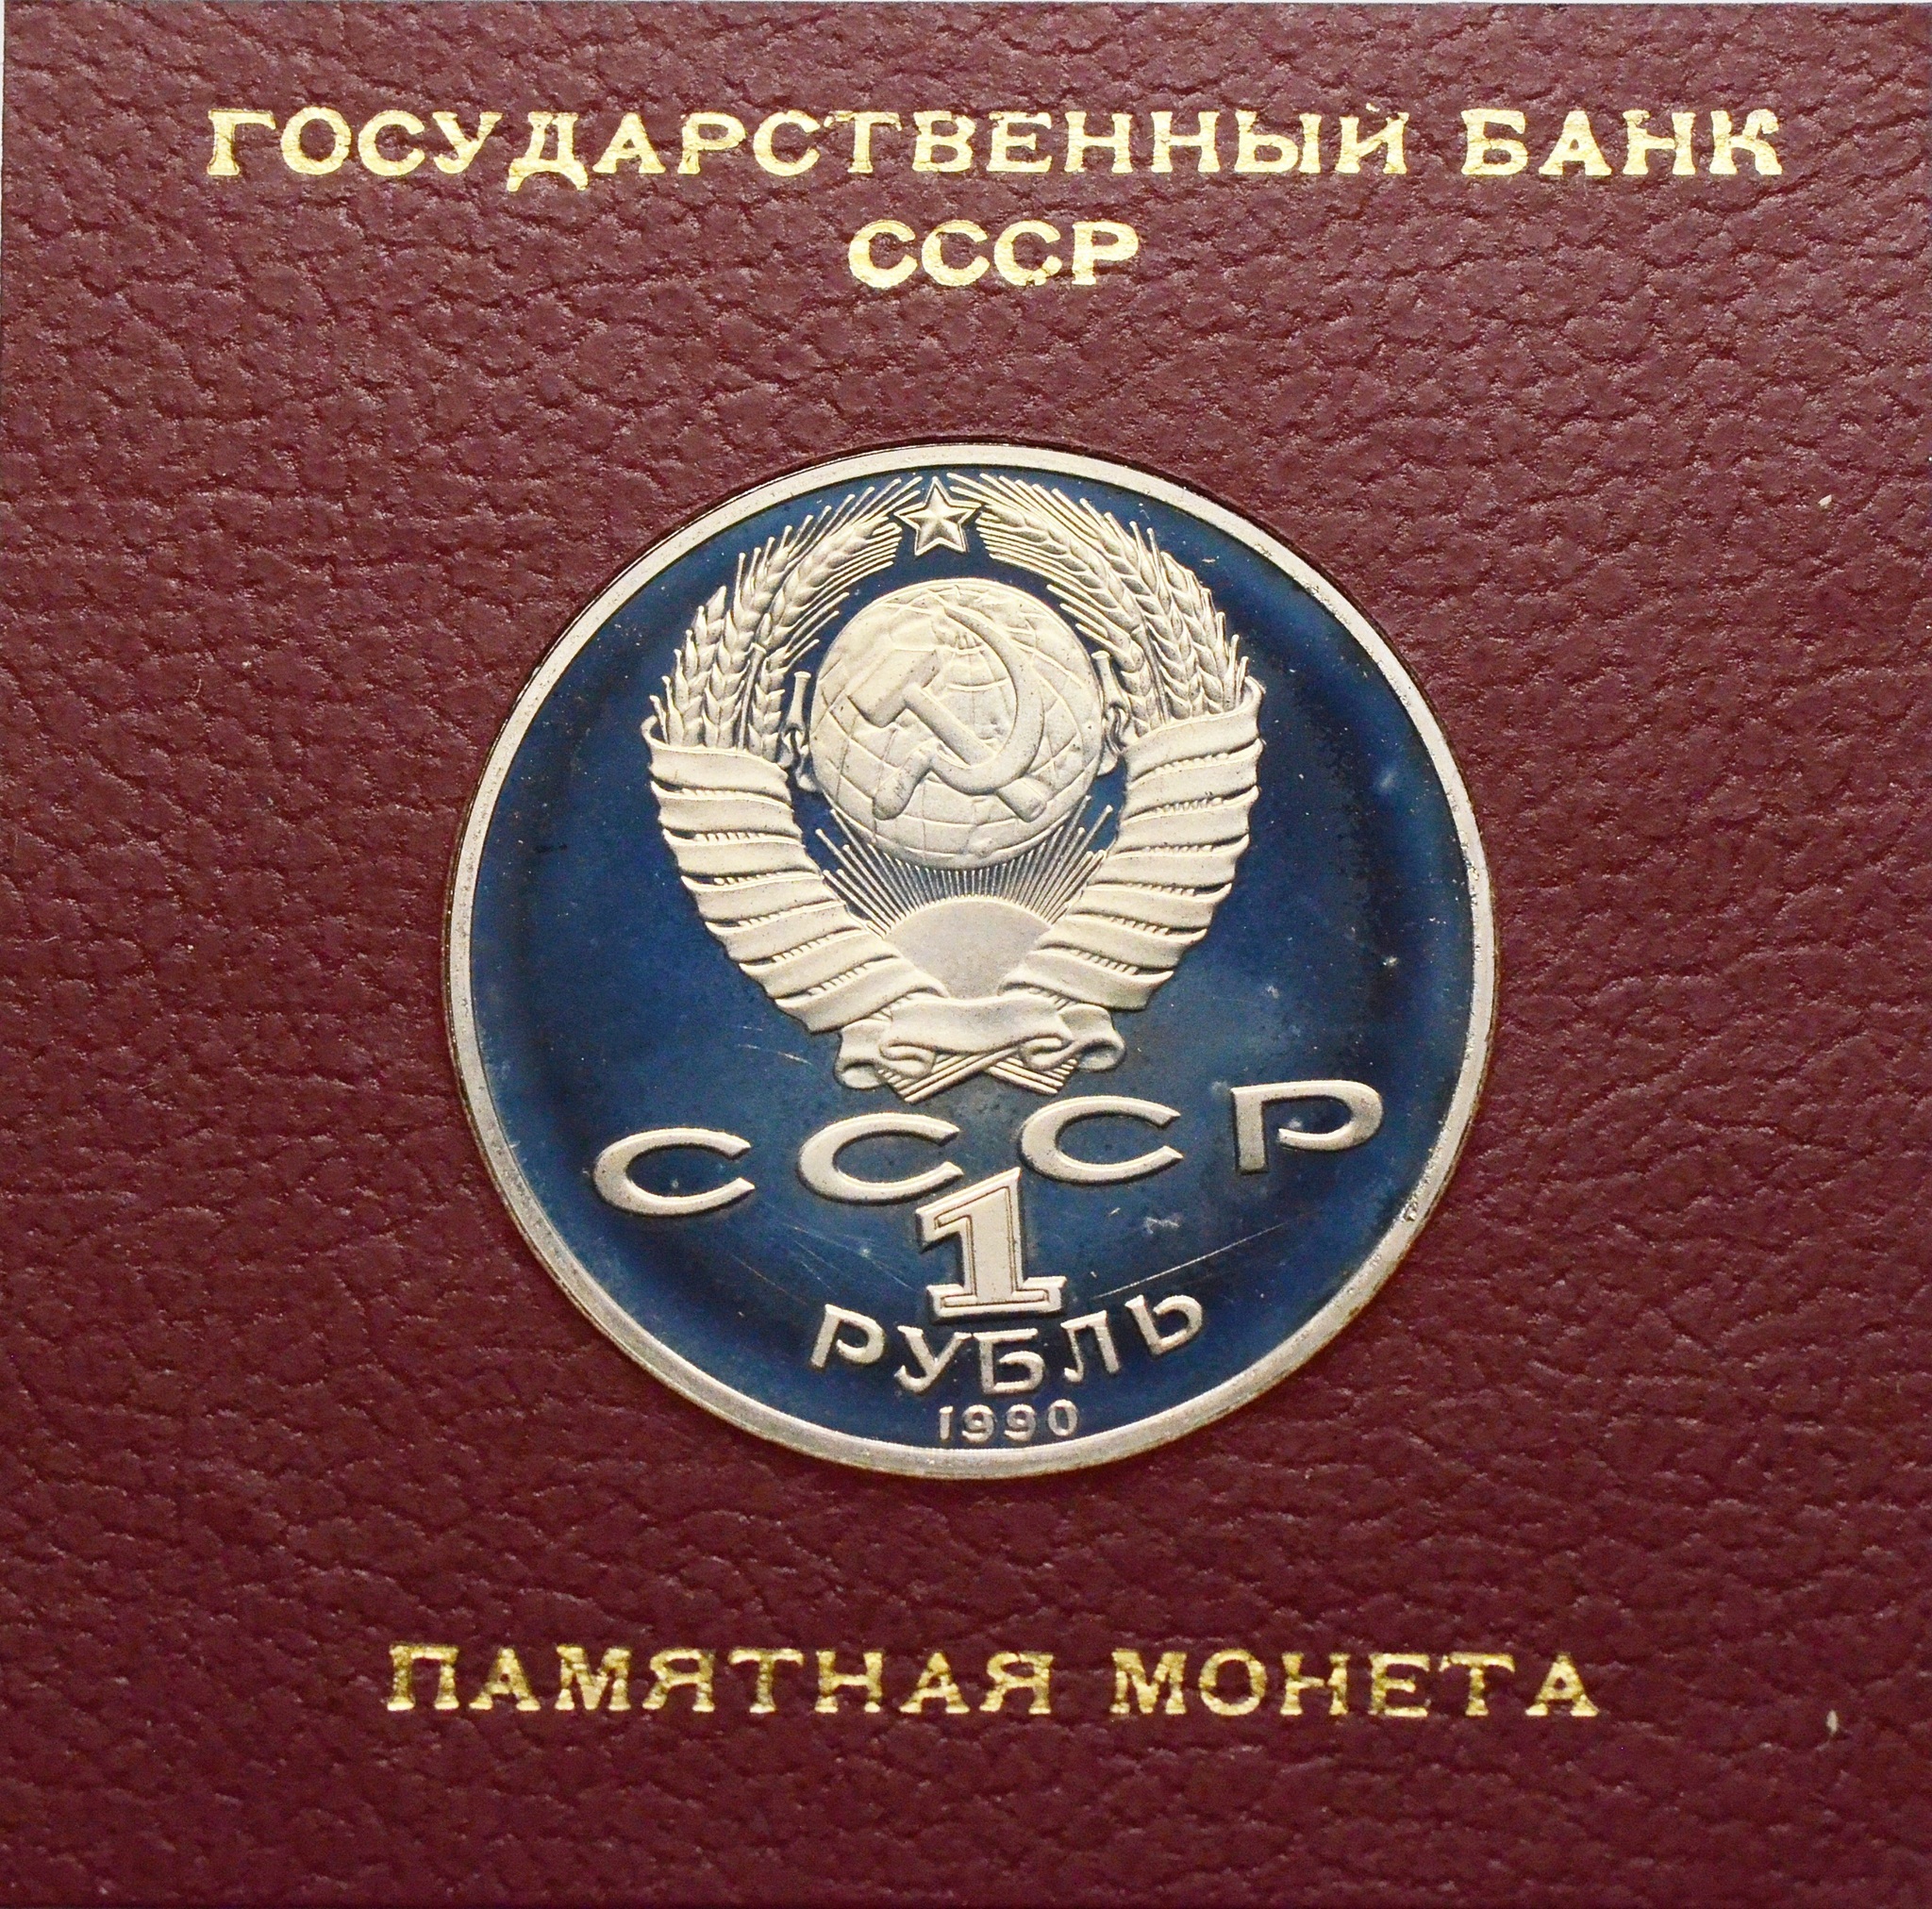 ГОСУДАРСТВЕННЫЙ БАНК
СССР
СССР
1
РУБЛЬ
1990
ПАМЯТНАЯ МОНЕТА